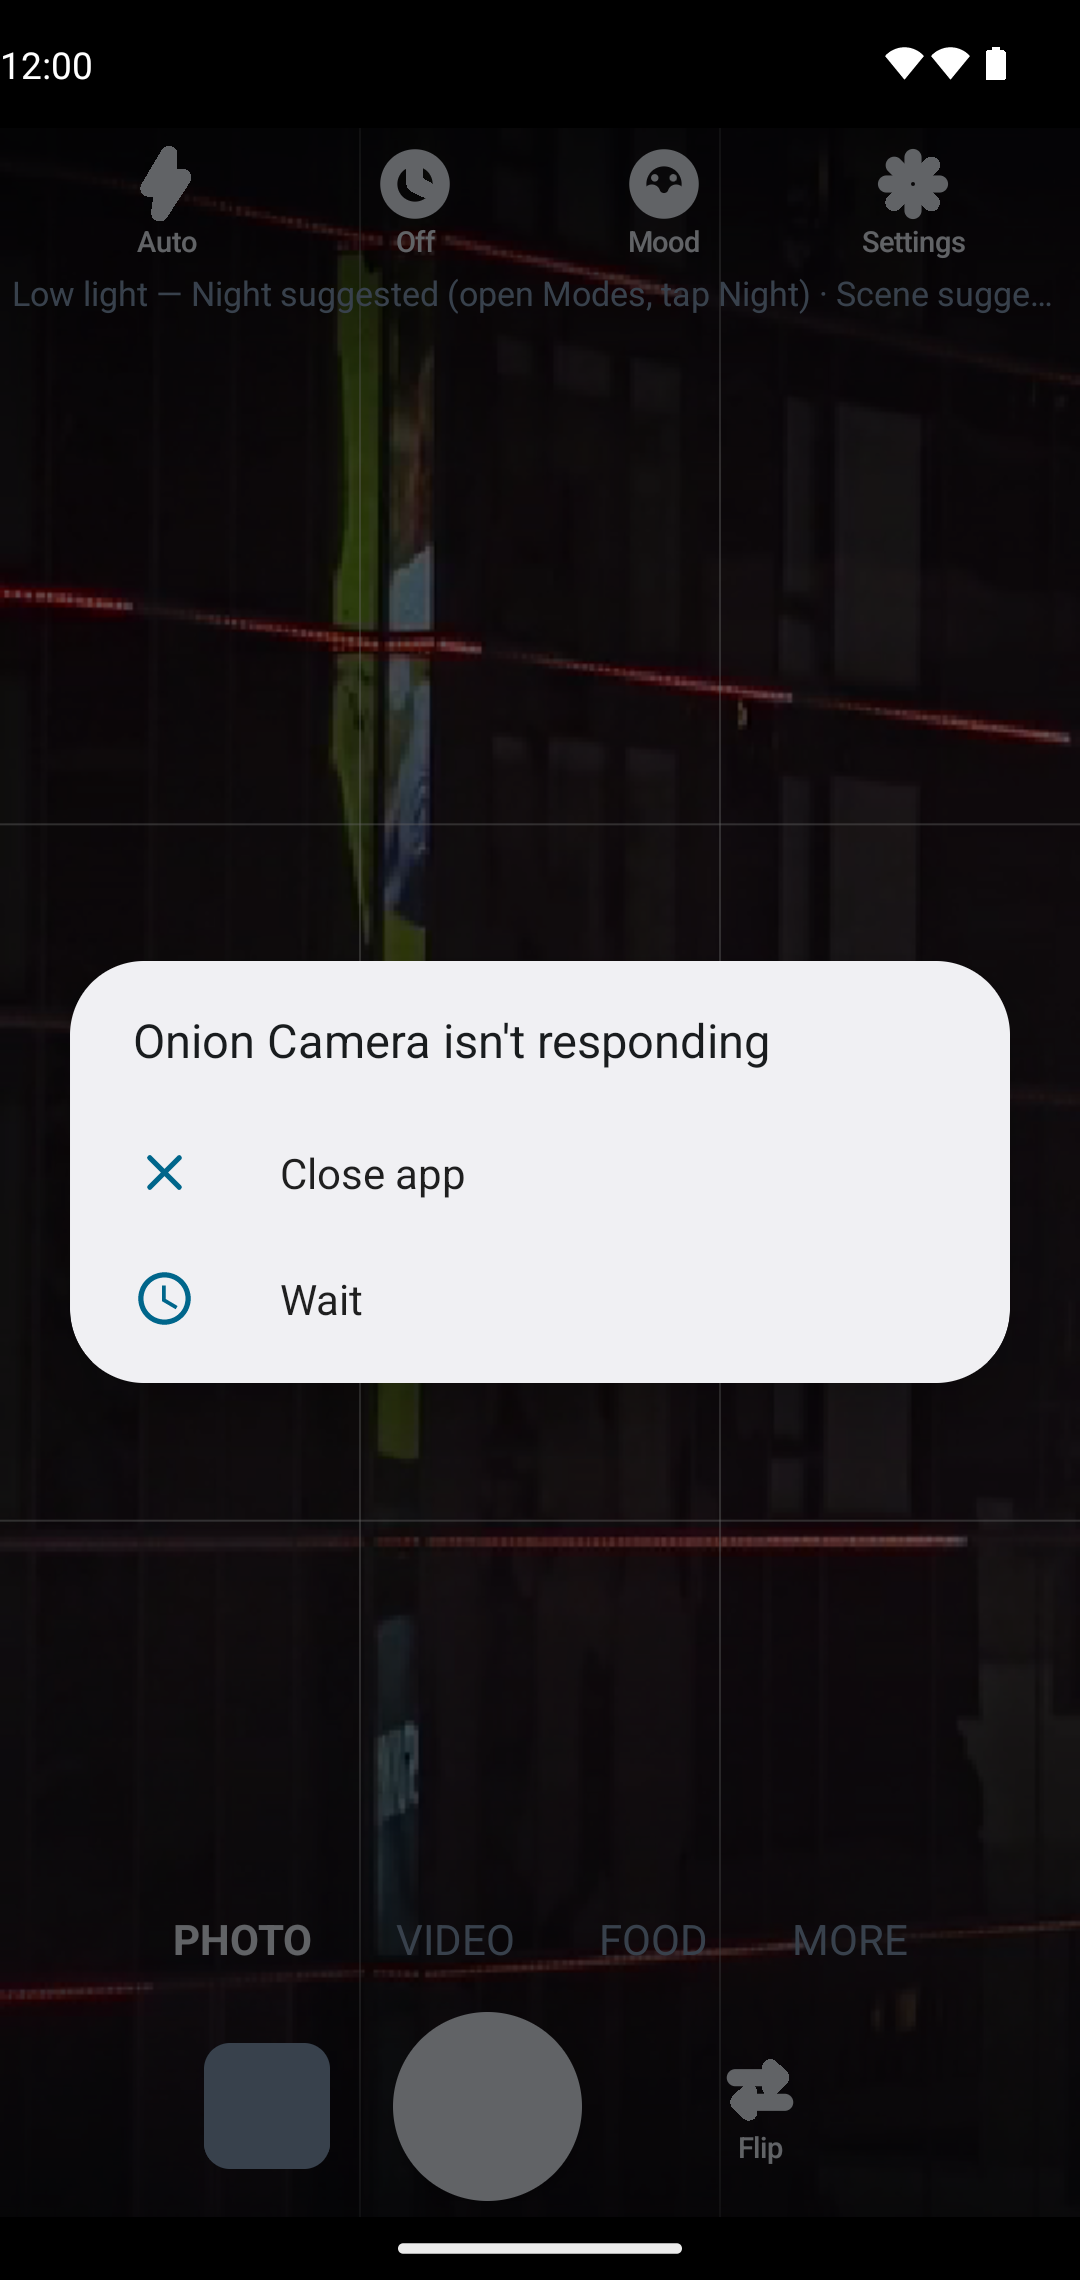 12:00
Auto Off Mood Settings
Low light — Night suggested (open Modes, tap Night) · Scene sugge…
Onion Camera isn't responding
Close app
Wait
PHOTO VIDEO FOOD MORE
Flip